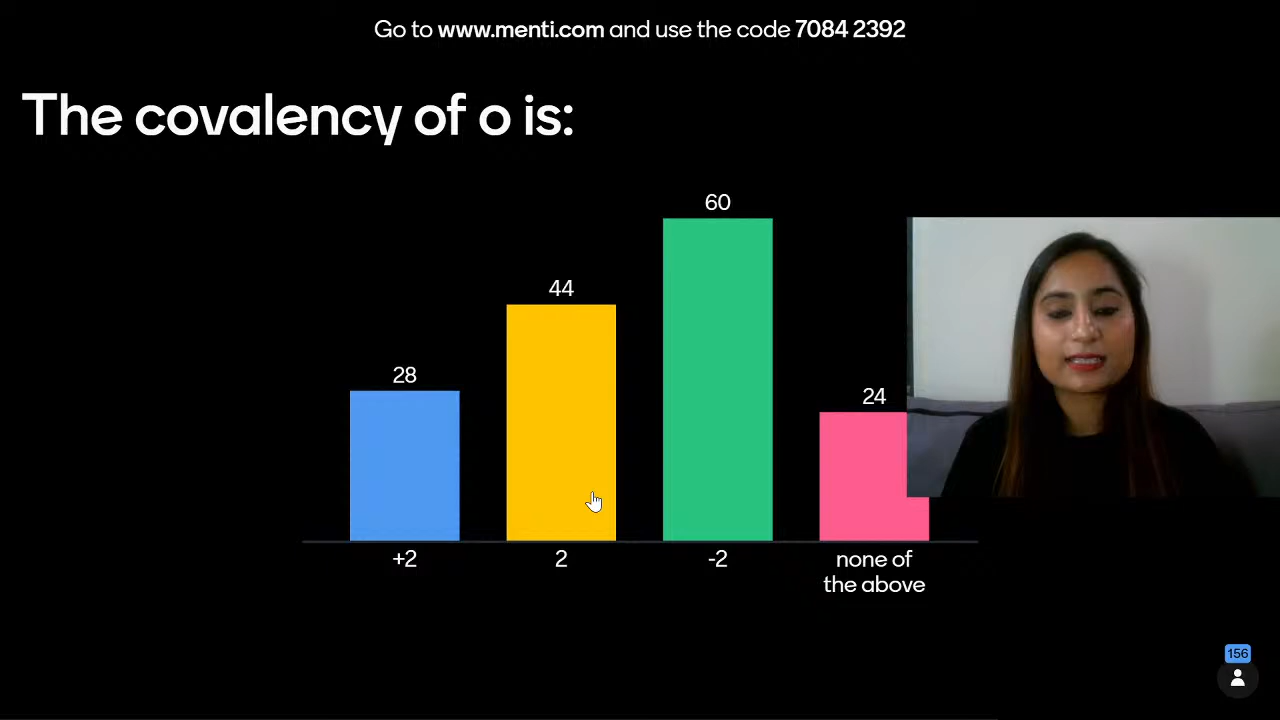 Go to www.menti.com and use the code 7084 2392
The covalency of o is:
28
44
60
24
+2
2
-2
none of
the above
156